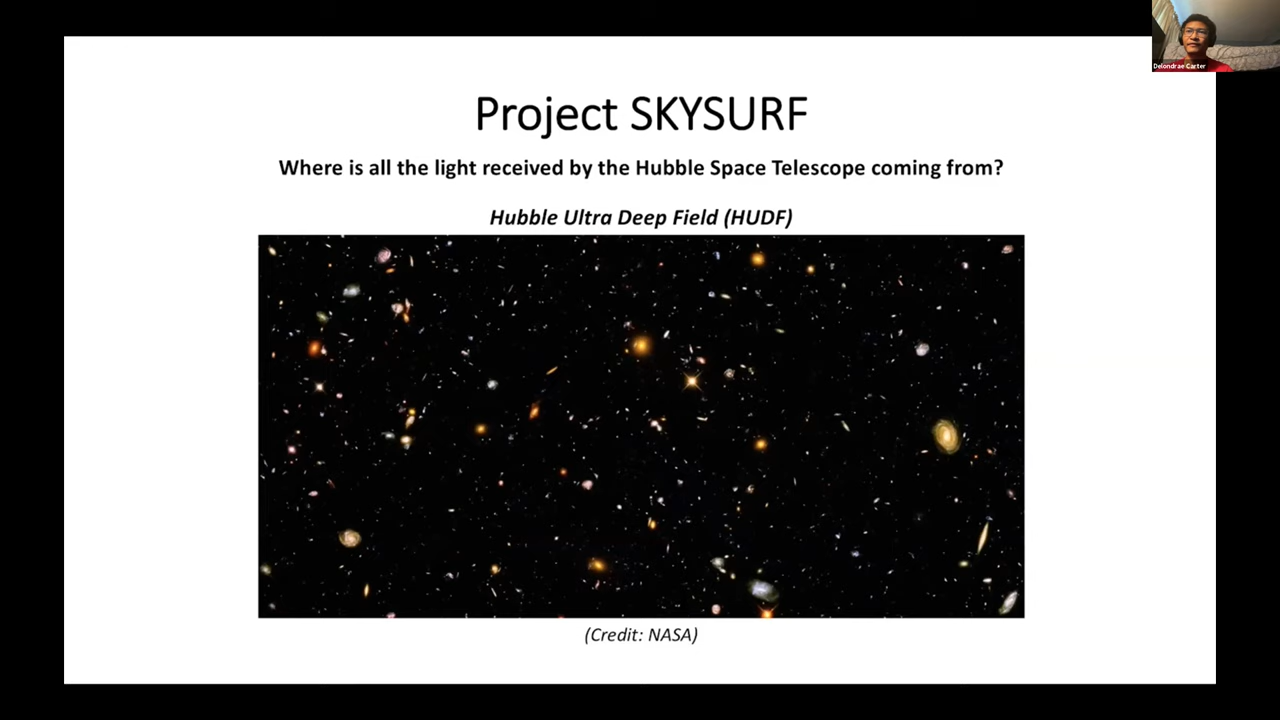 Delondrae Carter
Project SKYSURF
Where is all the light received by the Hubble Space Telescope coming from?
Hubble Ultra Deep Field (HUDF)
(Credit: NASA)